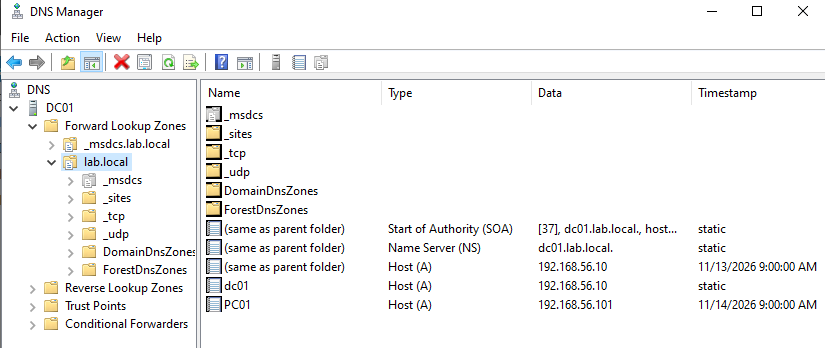 DNS Manager
File Action View Help
DNS
DC01
Forward Lookup Zones
_msdcs.lab.local
lab.local
_msdcs
_sites
_tcp
_udp
DomainDnsZones
ForestDnsZones
Reverse Lookup Zones
Trust Points
Conditional Forwarders
Name Type Data Timestamp
_msdcs
_sites
_tcp
_udp
DomainDnsZones
ForestDnsZones
(same as parent folder) Start of Authority (SOA) [37], dc01.lab.local., host... static
(same as parent folder) Name Server (NS) dc01.lab.local. static
(same as parent folder) Host (A) 192.168.56.10 11/13/2026 9:00:00 AM
dc01 Host (A) 192.168.56.10 static
PC01 Host (A) 192.168.56.101 11/14/2026 9:00:00 AM